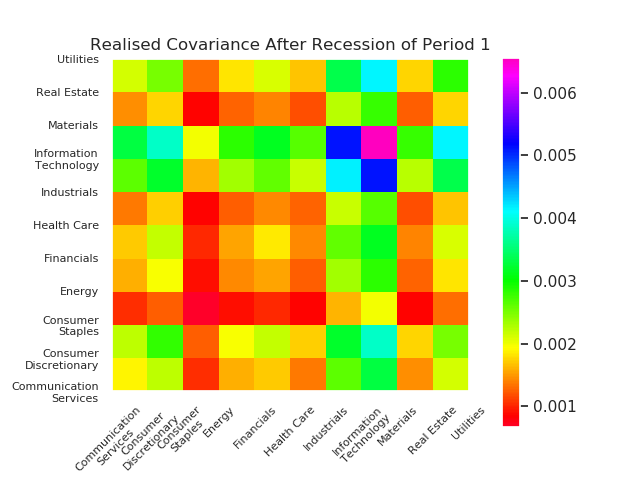 Realised Covariance After Recession of Period 1
Utilities
Real Estate
Materials
Information
Technology
Industrials
Health Care
Financials
Energy
Consumer
Staples
Consumer
Discretionary
Communication
Services
Communication
Services
Consumer
Discretionary
Consumer
Staples
Energy
Financials
Health Care
Industrials
Information
Technology
Materials
Real Estate
Utilities
0.006
0.005
0.004
0.003
0.002
0.001